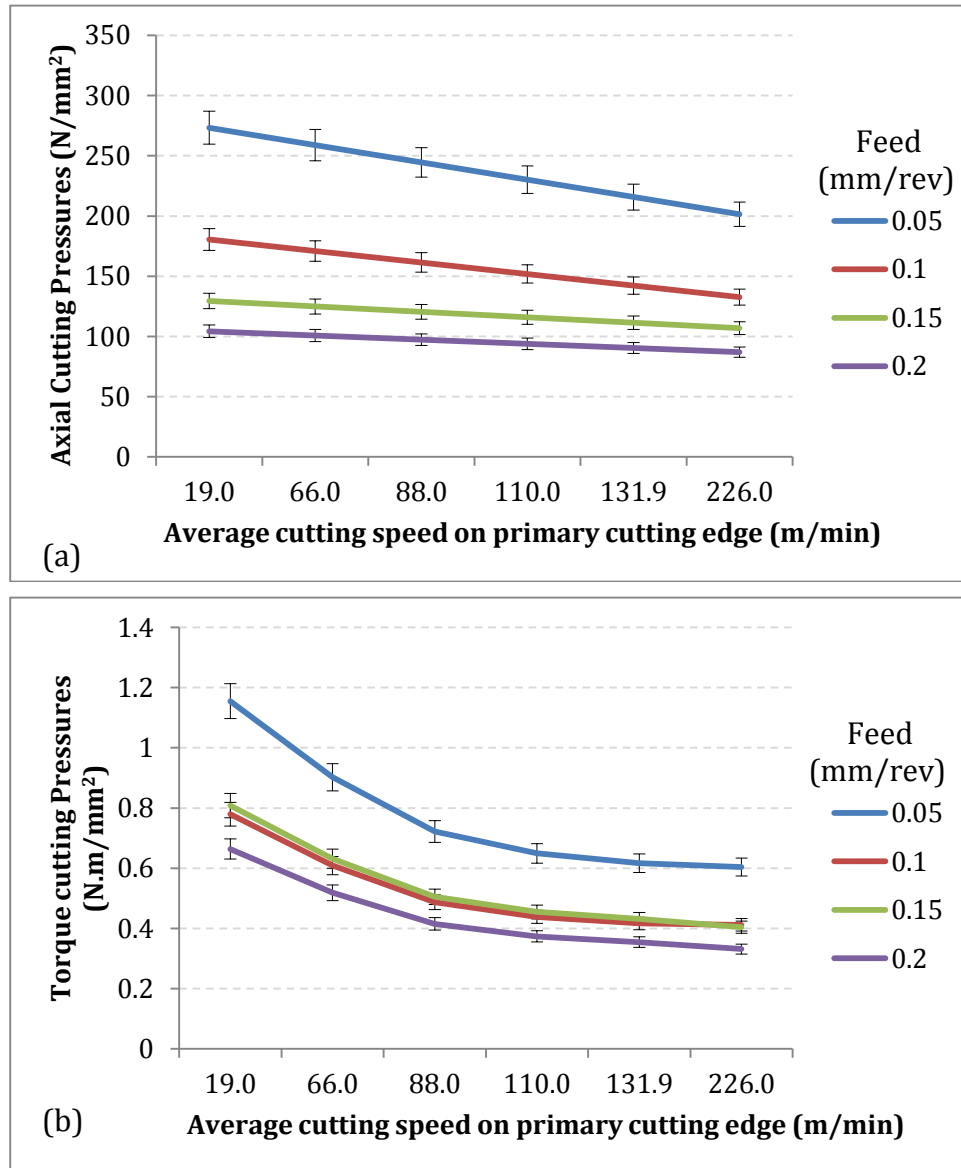 350
300
250
200
150
100
50
0
Axial Cutting Pressures (N/mm²)
19.0 66.0 88.0 110.0 131.9 226.0
Average cutting speed on primary cutting edge (m/min)
(a)
Feed
(mm/rev)
0.05
0.1
0.15
0.2
1.4
1.2
1
0.8
0.6
0.4
0.2
0
Torque cutting Pressures
(N.m/mm²)
19.0 66.0 88.0 110.0 131.9 226.0
Average cutting speed on primary cutting edge (m/min)
(b)
Feed
(mm/rev)
0.05
0.1
0.15
0.2